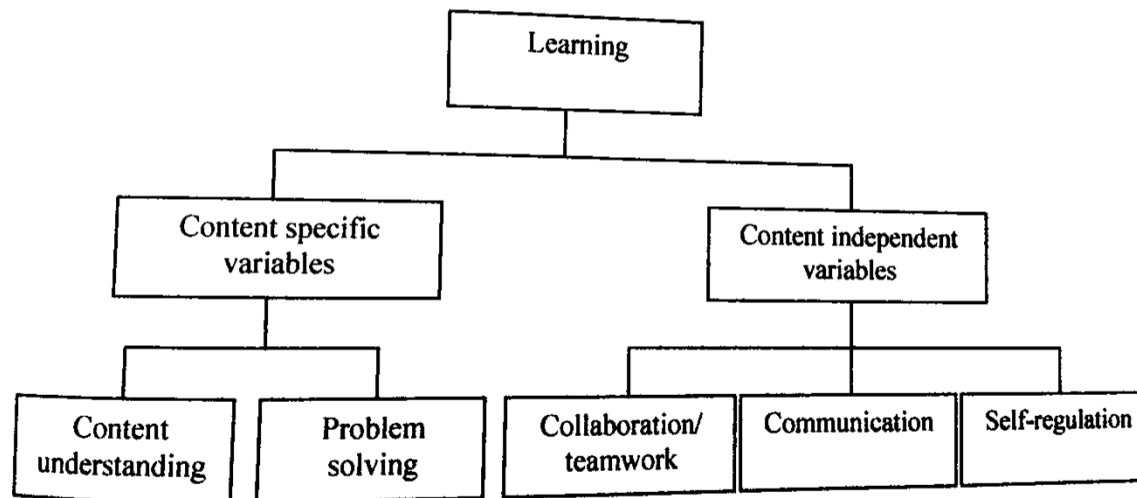 Learning
Content specific
variables
Content independent
variables
Content
understanding
Problem
solving
Collaboration/
teamwork
Communication
Self-regulation